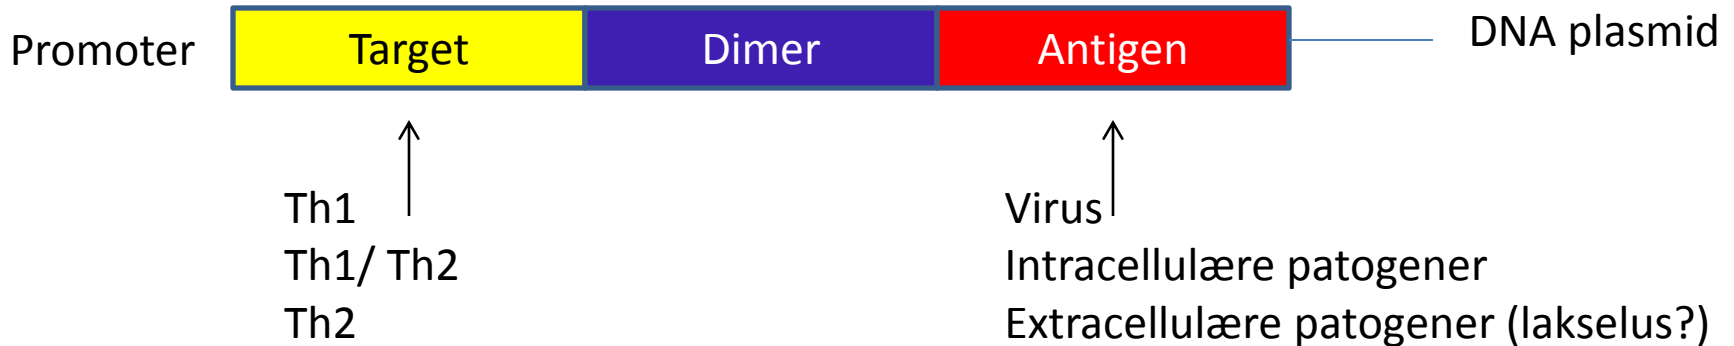 Promoter Target Dimer Antigen DNA plasmid
Th1 Virus
Th1/ Th2 Intracellulære patogener
Th2 Extracellulære patogener (lakselus?)